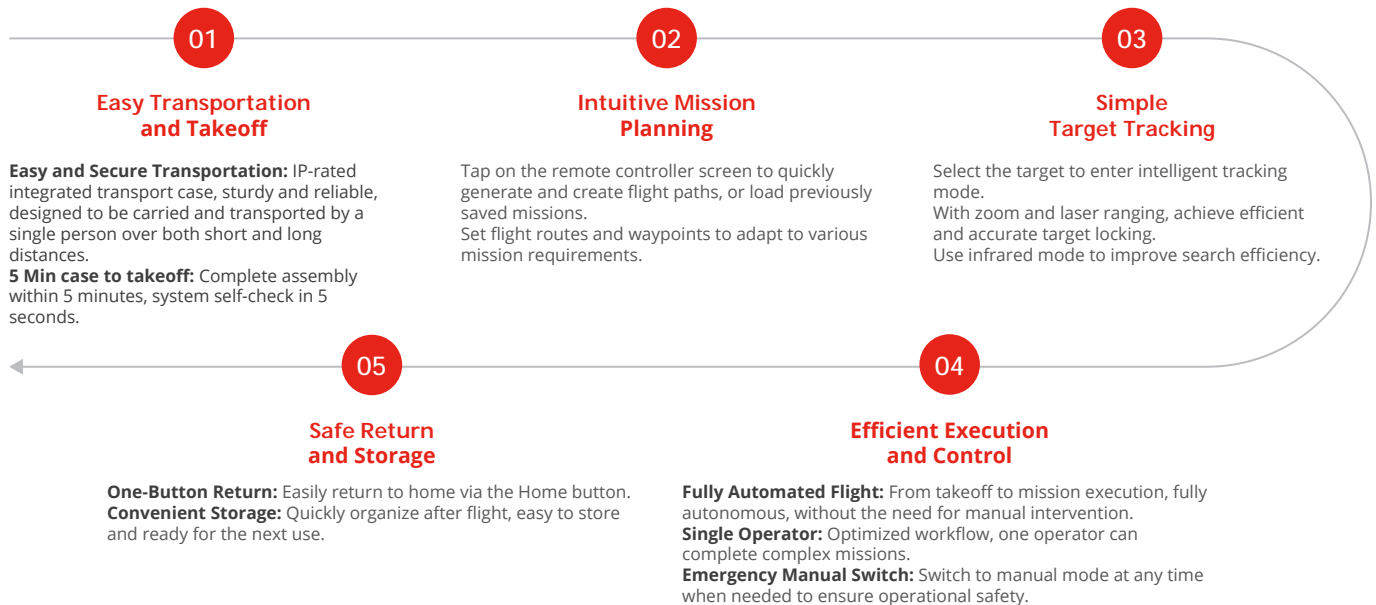 01
Easy Transportation
and Takeoff
Easy and Secure Transportation: IP-rated
integrated transport case, sturdy and reliable,
designed to be carried and transported by a
single person over both short and long
distances.
5 Min case to takeoff: Complete assembly
within 5 minutes, system self-check in 5
seconds.
02
Intuitive Mission
Planning
Tap on the remote controller screen to quickly
generate and create flight paths, or load previously
saved missions.
Set flight routes and waypoints to adapt to various
mission requirements.
03
Simple
Target Tracking
Select the target to enter intelligent tracking
mode.
With zoom and laser ranging, achieve efficient
and accurate target locking.
Use infrared mode to improve search efficiency.
04
Efficient Execution
and Control
Fully Automated Flight: From takeoff to mission execution, fully
autonomous, without the need for manual intervention.
Single Operator: Optimized workflow, one operator can
complete complex missions.
Emergency Manual Switch: Switch to manual mode at any time
when needed to ensure operational safety.
05
Safe Return
and Storage
One-Button Return: Easily return to home via the Home button.
Convenient Storage: Quickly organize after flight, easy to store
and ready for the next use.